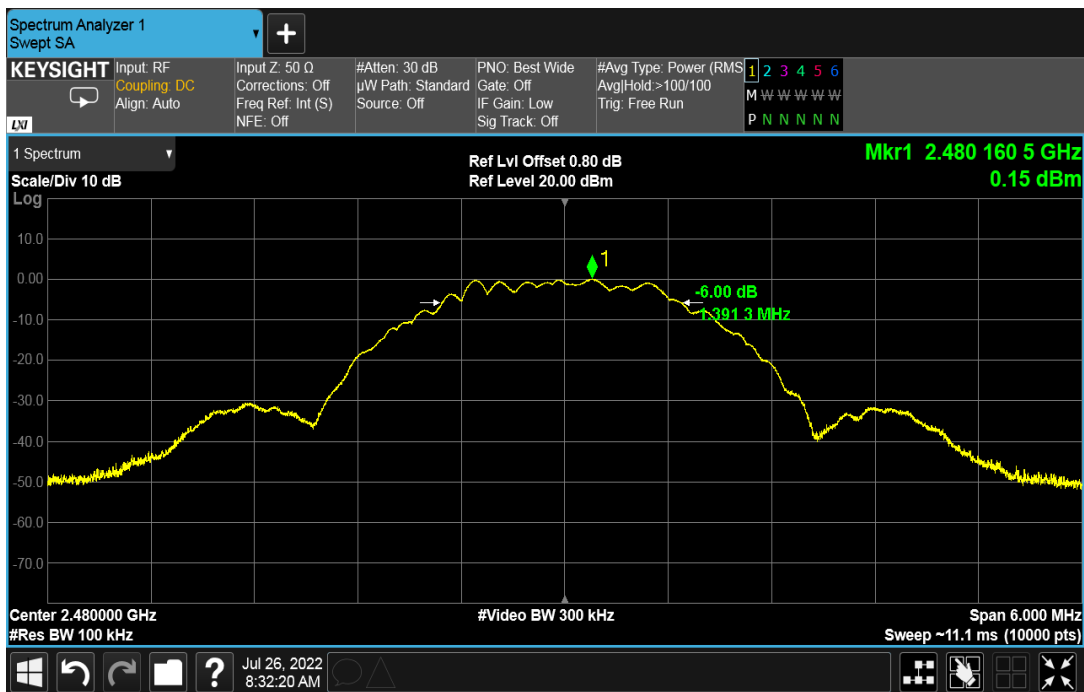 Spectrum Analyzer 1
Swept SA
KEYSIGHT
LXI
Input: RF
Coupling: DC
Align: Auto
Input Z: 50 Ω
Corrections: Off
Freq Ref: Int (S)
NFE: Off
#Atten: 30 dB
µW Path: Standard
Source: Off
PNO: Best Wide
Gate: Off
IF Gain: Low
Sig Track: Off
#Avg Type: Power (RMS
Avg|Hold:>100/100
Trig: Free Run
1 2 3 4 5 6
M W W W W W
P N N N N N
1 Spectrum
Scale/Div 10 dB
Ref Lvl Offset 0.80 dB
Ref Level 20.00 dBm
Mkr1 2.480 160 5 GHz
0.15 dBm
Log
10.0
0.00
-10.0
-20.0
-30.0
-40.0
-50.0
-60.0
-70.0
1
-6.00 dB
1.391 3 MHz
Center 2.480000 GHz
#Res BW 100 kHz
#Video BW 300 kHz
Span 6.000 MHz
Sweep ~11.1 ms (10000 pts)
?
Jul 26, 2022
8:32:20 AM